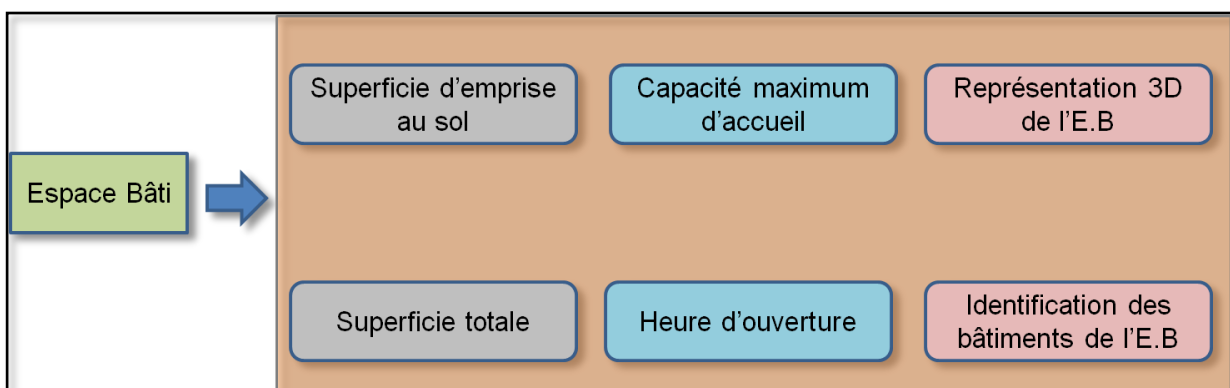 Espace Bâti
Superficie d'emprise
au sol
Capacité maximum
d'accueil
Représentation 3D
de l'E.B
Superficie totale
Heure d'ouverture
Identification des
bâtiments de l'E.B